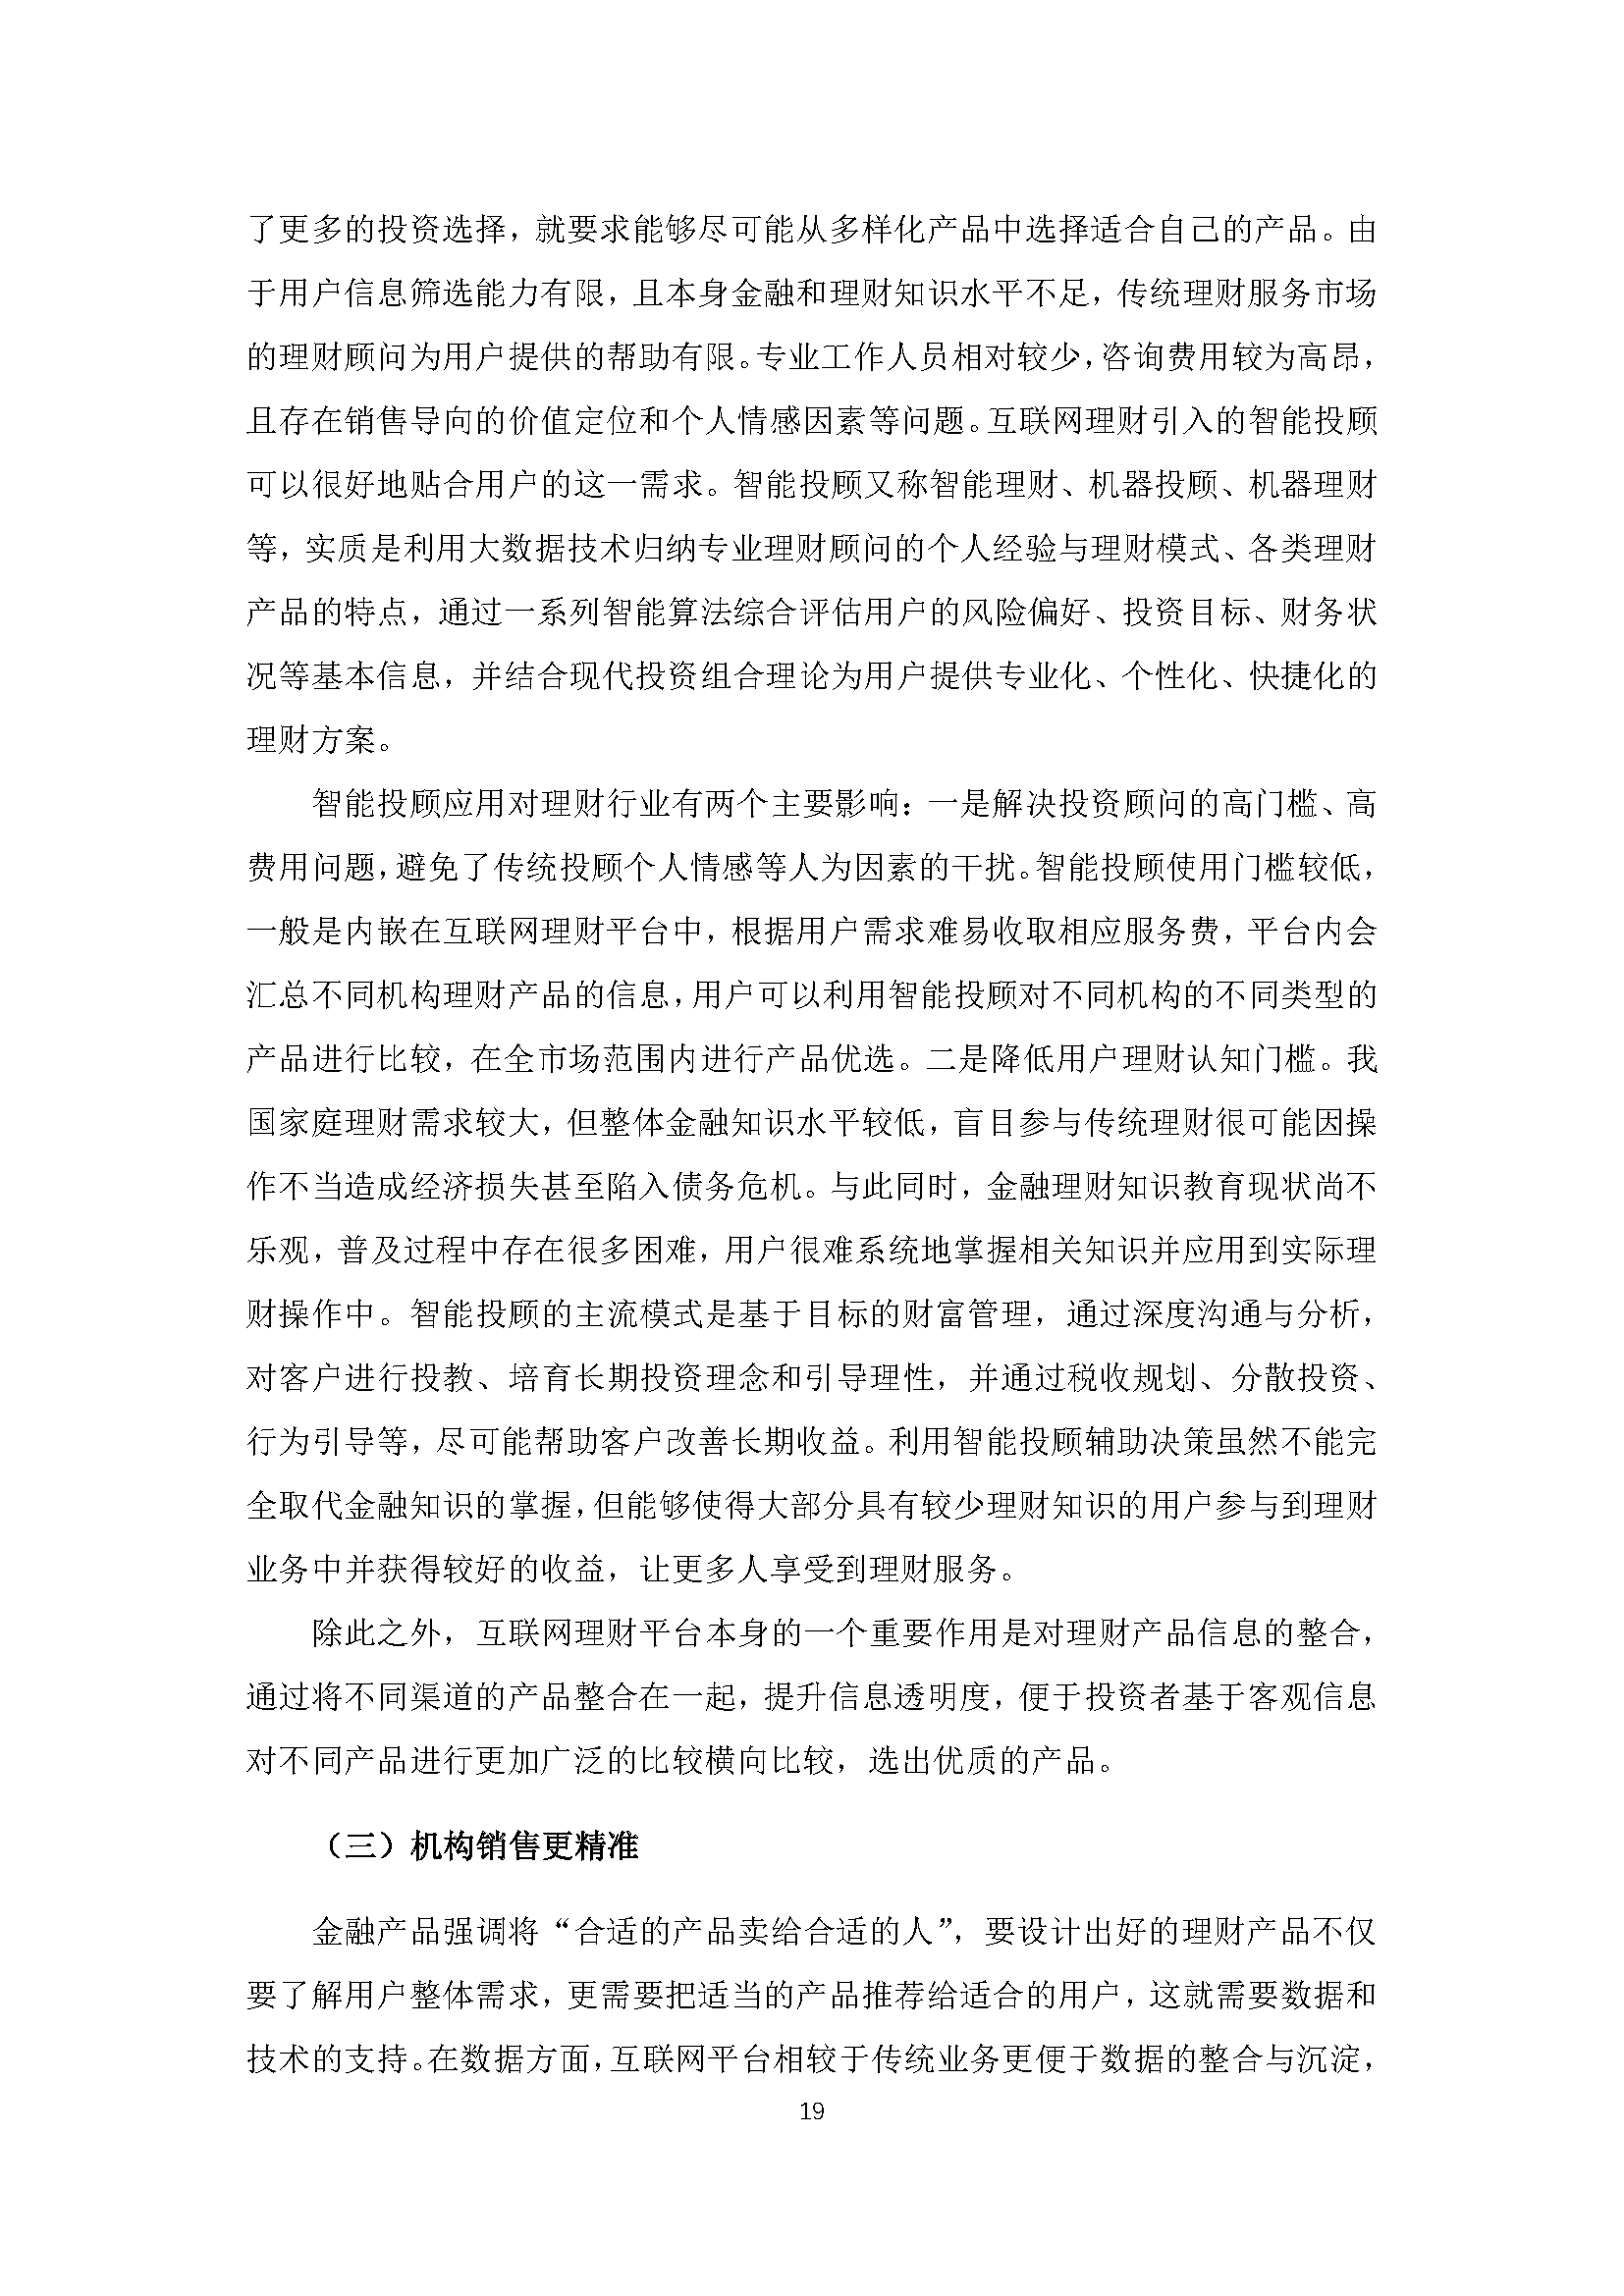 了更多的投资选择，就要求能够尽可能从多样化产品中选择适合自己的产品。由
于用户信息筛选能力有限，且本身金融和理财知识水平不足，传统理财服务市场
的理财顾问为用户提供的帮助有限。专业工作人员相对较少，咨询费用较为高昂，
且存在销售导向的价值定位和个人情感因素等问题。互联网理财引入的智能投顾
可以很好地贴合用户的这一需求。智能投顾又称智能理财、机器投顾、机器理财
等，实质是利用大数据技术归纳专业理财顾问的个人经验与理财模式、各类理财
产品的特点，通过一系列智能算法综合评估用户的风险偏好、投资目标、财务状
况等基本信息，并结合现代投资组合理论为用户提供专业化、个性化、快捷化的
理财方案。
智能投顾应用对理财行业有两个主要影响：一是解决投资顾问的高门槛、高
费用问题，避免了传统投顾个人情感等人为因素的干扰。智能投顾使用门槛较低，
一般是内嵌在互联网理财平台中，根据用户需求难易收取相应服务费，平台内会
汇总不同机构理财产品的信息，用户可以利用智能投顾对不同机构的不同类型的
产品进行比较，在全市场范围内进行产品优选。二是降低用户理财认知门槛。我
国家庭理财需求较大，但整体金融知识水平较低，盲目参与传统理财很可能因操
作不当造成经济损失甚至陷入债务危机。与此同时，金融理财知识教育现状尚不
乐观，普及过程中存在很多困难，用户很难系统地掌握相关知识并应用到实际理
财操作中。智能投顾的主流模式是基于目标的财富管理，通过深度沟通与分析，
对客户进行投教、培育长期投资理念和引导理性，并通过税收规划、分散投资、
行为引导等，尽可能帮助客户改善长期收益。利用智能投顾辅助决策虽然不能完
全取代金融知识的掌握，但能够使得大部分具有较少理财知识的用户参与到理财
业务中并获得较好的收益，让更多人享受到理财服务。
除此之外，互联网理财平台本身的一个重要作用是对理财产品信息的整合，
通过将不同渠道的产品整合在一起，提升信息透明度，便于投资者基于客观信息
对不同产品进行更加广泛的比较横向比较，选出优质的产品。
（三）机构销售更精准
金融产品强调将“合适的产品卖给合适的人”，要设计出好的理财产品不仅
要了解用户整体需求，更需要把适当的产品推荐给适合的用户，这就需要数据和
技术的支持。在数据方面，互联网平台相较于传统业务更便于数据的整合与沉淀，
19